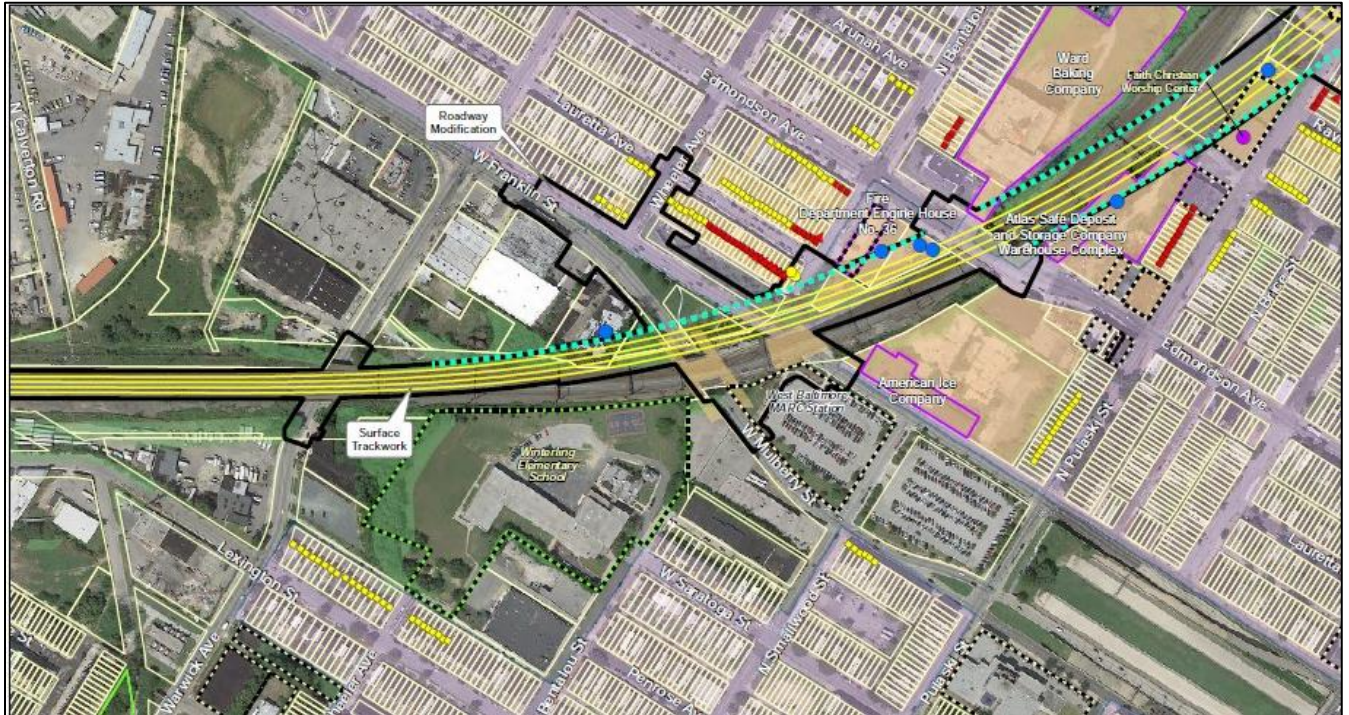 Arunah Ave
N Bentalou
Ward
Baking
Company
Faith Christian
Worship Center
Edmondson Ave
Roadway
Modification
Lauretta Ave
Wheeler Ave
W Franklin St
N Calverton Rd
Fire
Department Engine House
No. 36
Atlas Safe Deposit
and Storage Company
Warehouse Complex
N Brice St
Edmondson Ave
American Ice
Company
West Baltimore
MARC Station
Surface
Trackwork
Winterling
Elementary
School
W Mulberry St
N Pulaski St
Lauretta
Lexington St
W Saratoga St
N Smallwood St
Warwick Ave
Bentalou St
Penrose Ave
Pulaski St